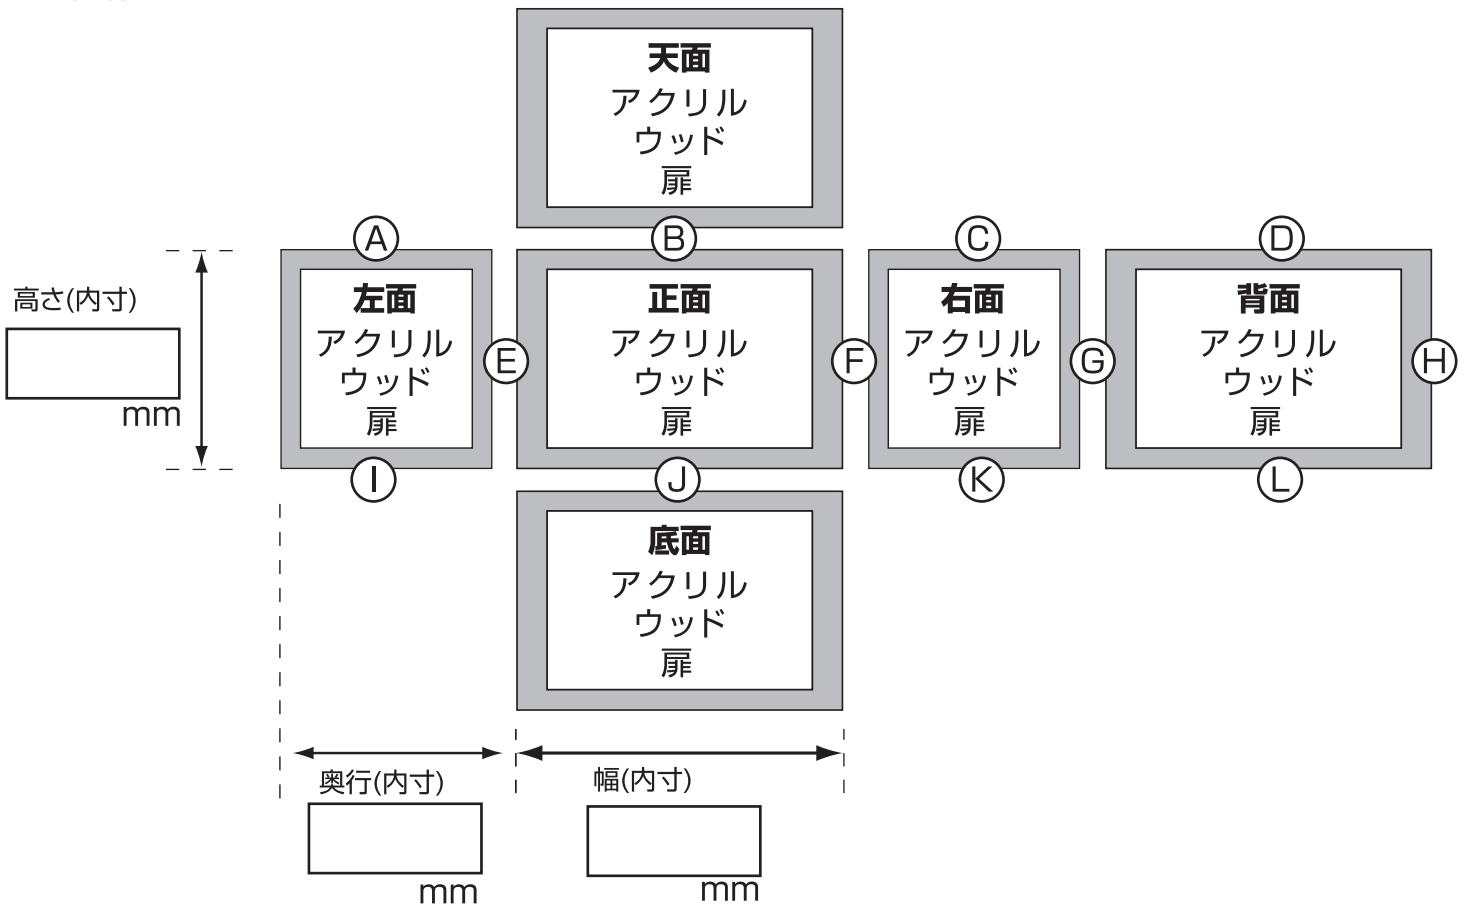 天面
アクリル
ウッド
扉
A
B
C
D
高さ(内寸)
mm
左面
アクリル
ウッド
扉
E
正面
アクリル
ウッド
扉
F
右面
アクリル
ウッド
扉
G
背面
アクリル
ウッド
扉
H
I
J
K
L
底面
アクリル
ウッド
扉
奥行(内寸)
mm
幅(内寸)
mm